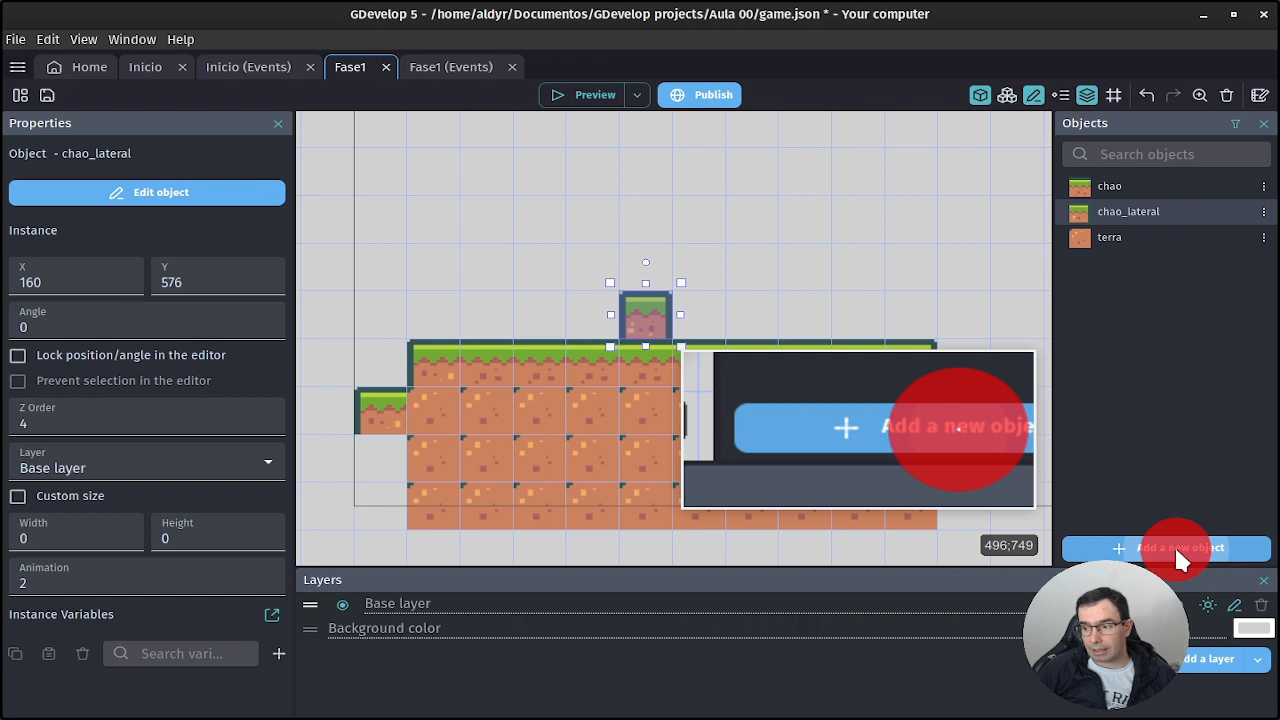 GDevelop 5 - /home/aldyr/Documentos/GDevelop projects/Aula 00/game.json * - Your computer
File Edit View Window Help
Home Inicio Inicio (Events) Fase1 Fase1 (Events)
Preview Publish
Properties
Object - chao_lateral
Edit object
Instance
X
160
Y
576
Angle
0
Lock position/angle in the editor
Prevent selection in the editor
Z Order
4
Layer
Base layer
Custom size
Width
0
Height
0
Animation
2
Instance Variables
Search vari...
Add a new obje
496;749
Objects
Search objects
chao
chao_lateral
terra
Add a new object
Layers
Base layer
Background color
dd a layer